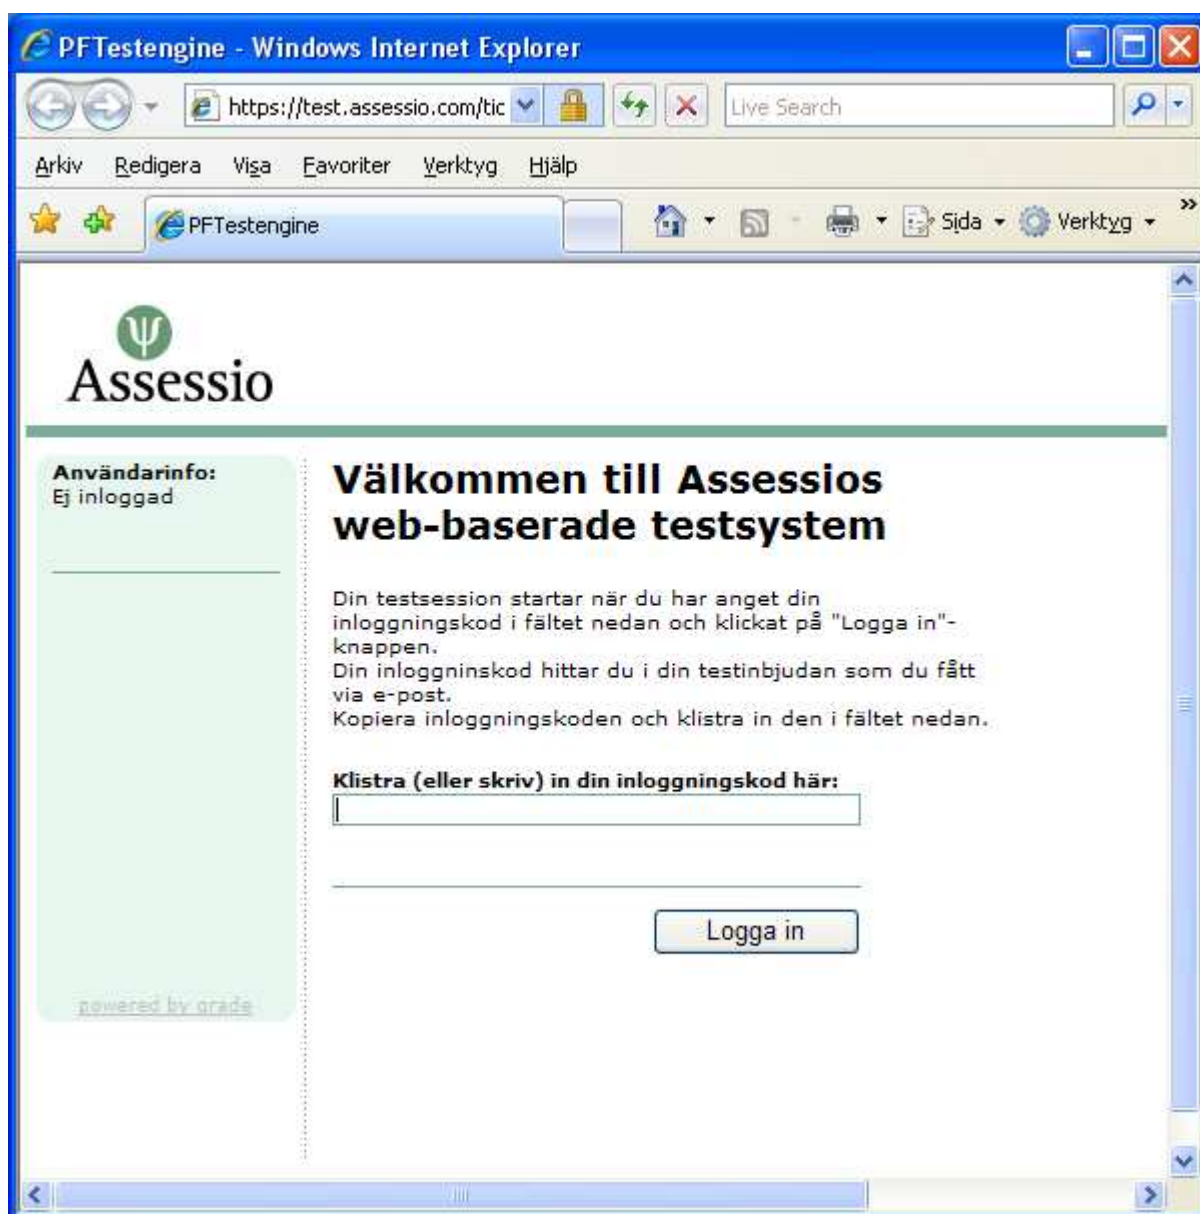 PFTestengine - Windows Internet Explorer
https://test.assessio.com/tic
Live Search
Arkiv Redigera Visa Favoriter Verktyg Hjälp
PFTestengine
Sida
Verktyg
»
ψ
Assessio
Användarinfo:
Ej inloggad
powered by grade
Välkommen till Assessios
web-baserade testsystem
Din testsession startar när du har anget din
inloggningskod i fältet nedan och klickat på "Logga in"-
knappen.
Din inloggninskod hittar du i din testinbjudan som du fått
via e-post.
Kopiera inloggningskoden och klistra in den i fältet nedan.
Klistra (eller skriv) in din inloggningskod här:
Logga in